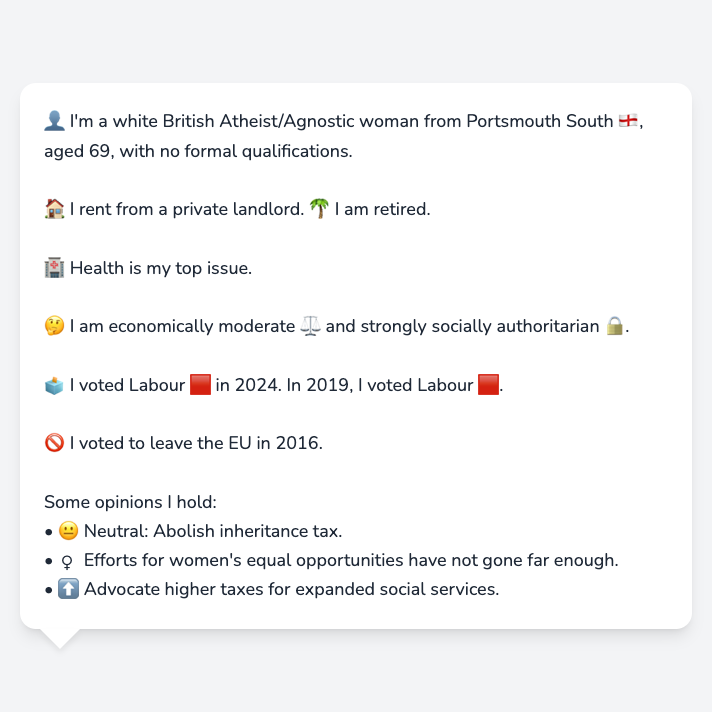 👤 I'm a white British Atheist/Agnostic woman from Portsmouth South 🏴󠁧󠁢󠁥󠁮󠁧󠁿,
aged 69, with no formal qualifications.
🏠 I rent from a private landlord. 🌴 I am retired.
🏥 Health is my top issue.
🤔 I am economically moderate ⚖️ and strongly socially authoritarian 🔒.
🗳️ I voted Labour 🟥 in 2024. In 2019, I voted Labour 🟥.
🚫 I voted to leave the EU in 2016.
Some opinions I hold:
• 😐 Neutral: Abolish inheritance tax.
• ♀ Efforts for women's equal opportunities have not gone far enough.
• ⬆️ Advocate higher taxes for expanded social services.